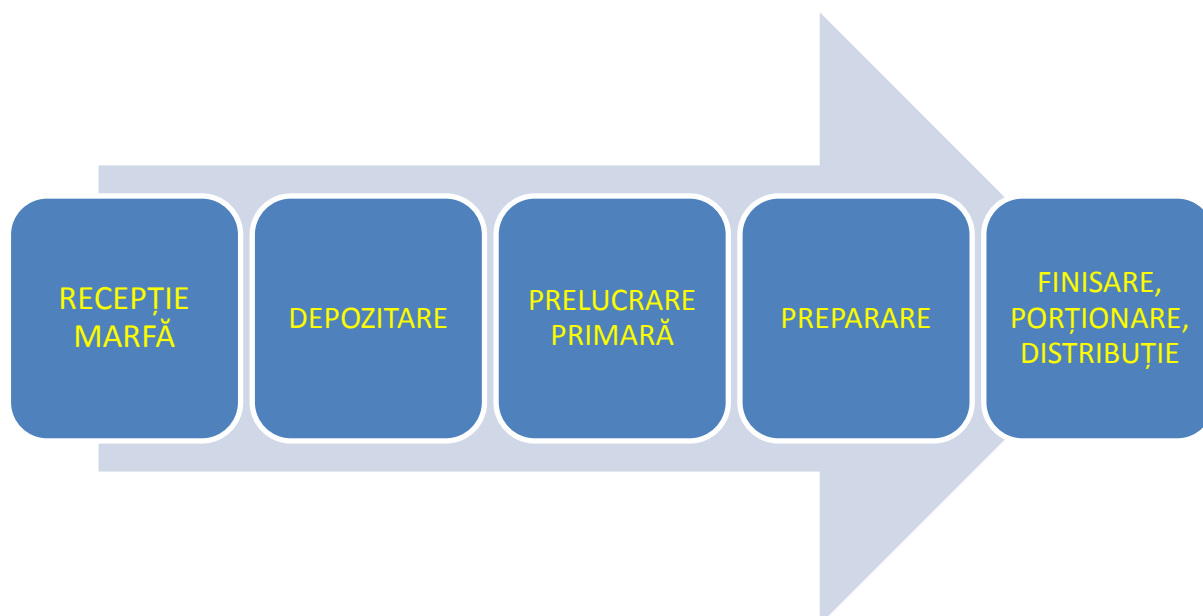 RECEPȚIE
MARFĂ
DEPOZITARE
PRELUCRARE
PRIMARĂ
PREPARARE
FINISARE,
PORȚIONARE,
DISTRIBUȚIE